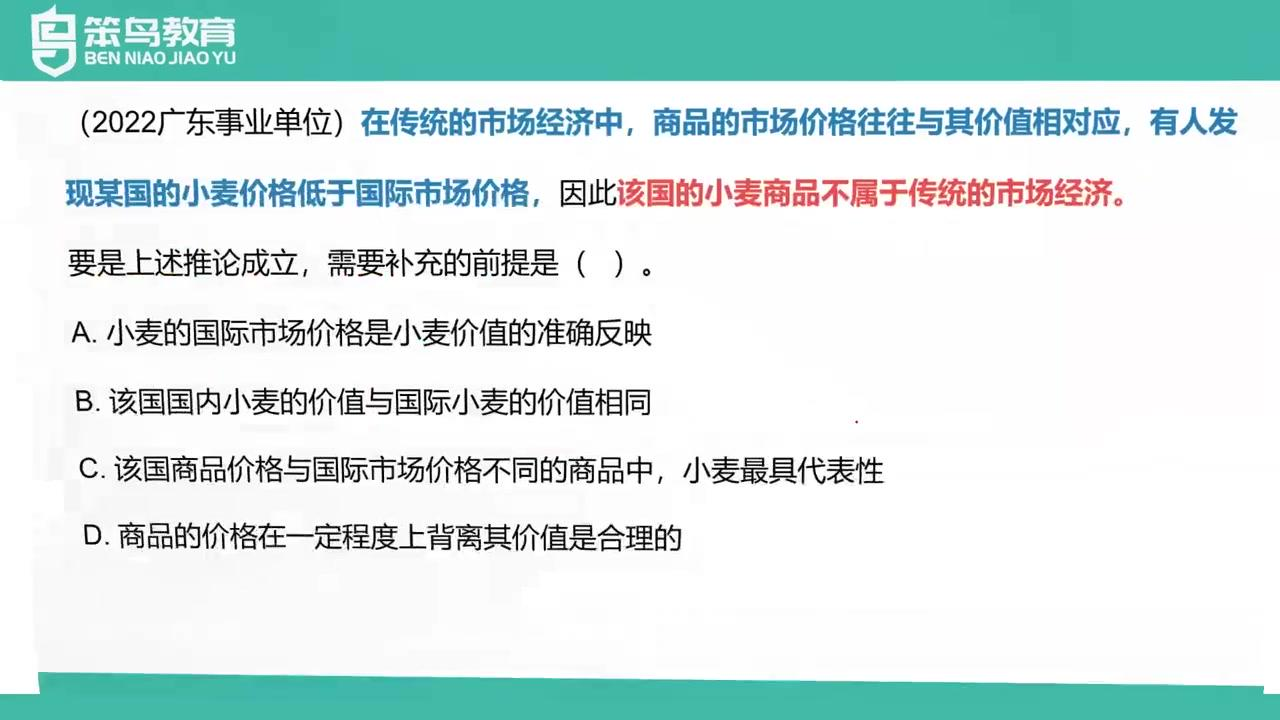 笨鸟教育
BEN NIAO JIAO YU
（2022广东事业单位）在传统的市场经济中，商品的市场价格往往与其价值相对应，有人发
现某国的小麦价格低于国际市场价格，因此该国的小麦商品不属于传统的市场经济。
要是上述推论成立，需要补充的前提是（ ）。
A. 小麦的国际市场价格是小麦价值的准确反映
B. 该国国内小麦的价值与国际小麦的价值相同
C. 该国商品价格与国际市场价格不同的商品中，小麦最具代表性
D. 商品的价格在一定程度上背离其价值是合理的